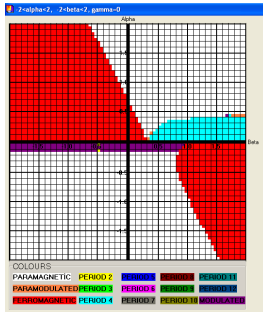 -2<alpha<2, -2<beta<2, gamma=0
Alpha
Beta
COLOURS
PARAMAGNETIC PERIOD 2 PERIOD 5 PERIOD 8 PERIOD 11
PARAMODULATED PERIOD 3 PERIOD 6 PERIOD 9 PERIOD 12
FERROMAGNETIC PERIOD 4 PERIOD 7 PERIOD 10 MODULATED